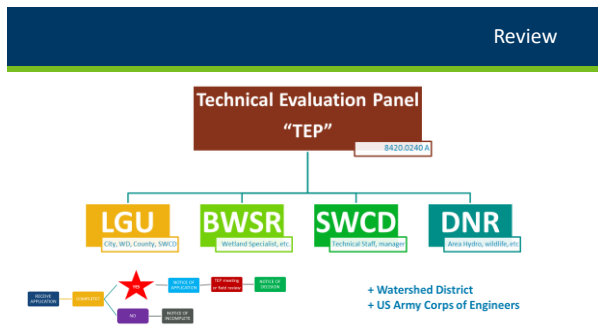 Review
Technical Evaluation Panel
“TEP”
8420.0240 A
LGU
City, WD, County, SWCD
BWSR
Wetland Specialist, etc.
SWCD
Technical Staff, manager
DNR
Area Hydro, wildlife, etc
RECEIVE
APPLICATION
COMPLETE?
YES
NOTICE OF
APPLICATION
TEP meeting
or field review
NOTICE OF
DECISION
NO
NOTICE OF
INCOMPLETE
+ Watershed District
+ US Army Corps of Engineers